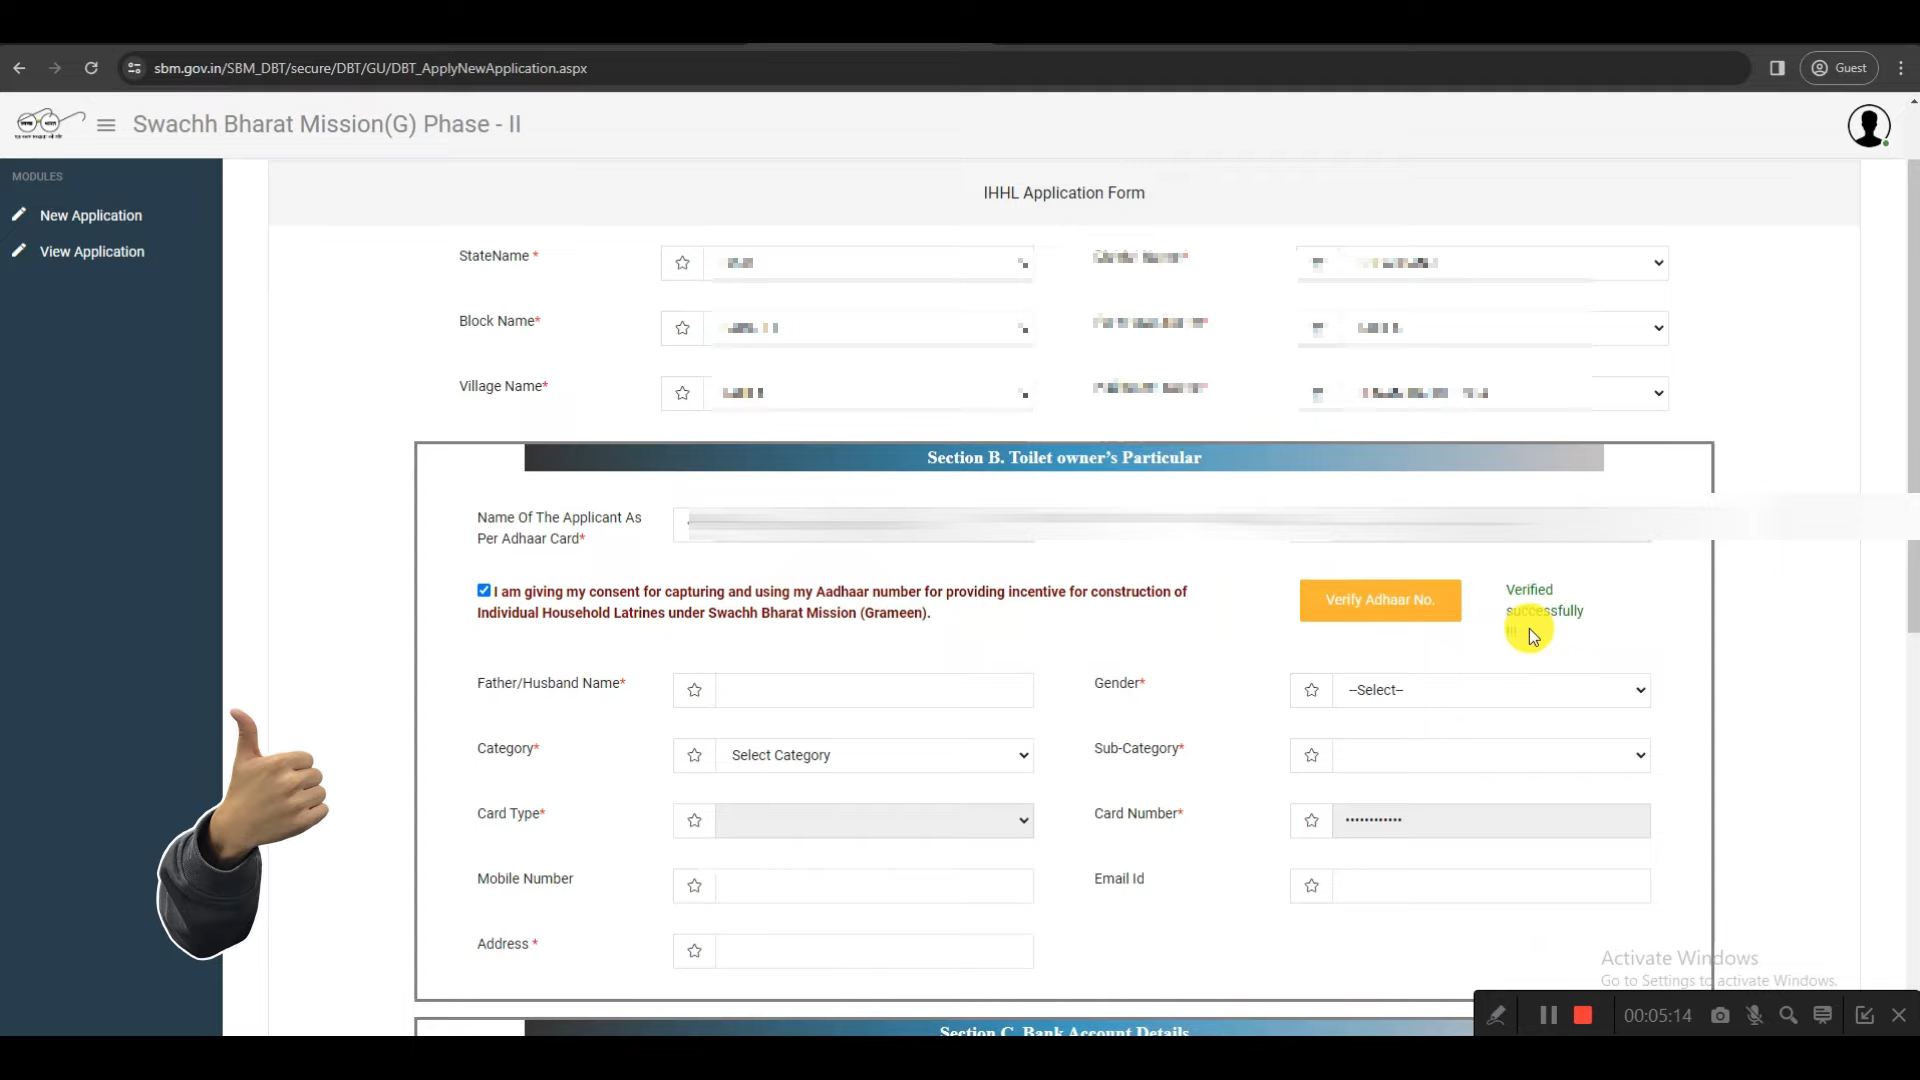 sbm.gov.in/SBM_DBT/secure/DBT/GU/DBT_ApplyNewApplication.aspx
Guest
Swachh Bharat Mission(G) Phase - II
MODULES
New Application
View Application
IHHL Application Form
StateName *
Block Name*
Village Name*
Section B. Toilet owner’s Particular
Name Of The Applicant As
Per Adhaar Card*
I am giving my consent for capturing and using my Aadhaar number for providing incentive for construction of
Individual Household Latrines under Swachh Bharat Mission (Grameen).
Verify Adhaar No.
Verified
successfully
!!!
Father/Husband Name*
Gender*
--Select--
Category*
Select Category
Sub-Category*
Card Type*
Card Number*
••••••••••••
Mobile Number
Email Id
Address *
Activate Windows
Go to Settings to activate Windows.
Section C. Bank Account Details
00:05:14